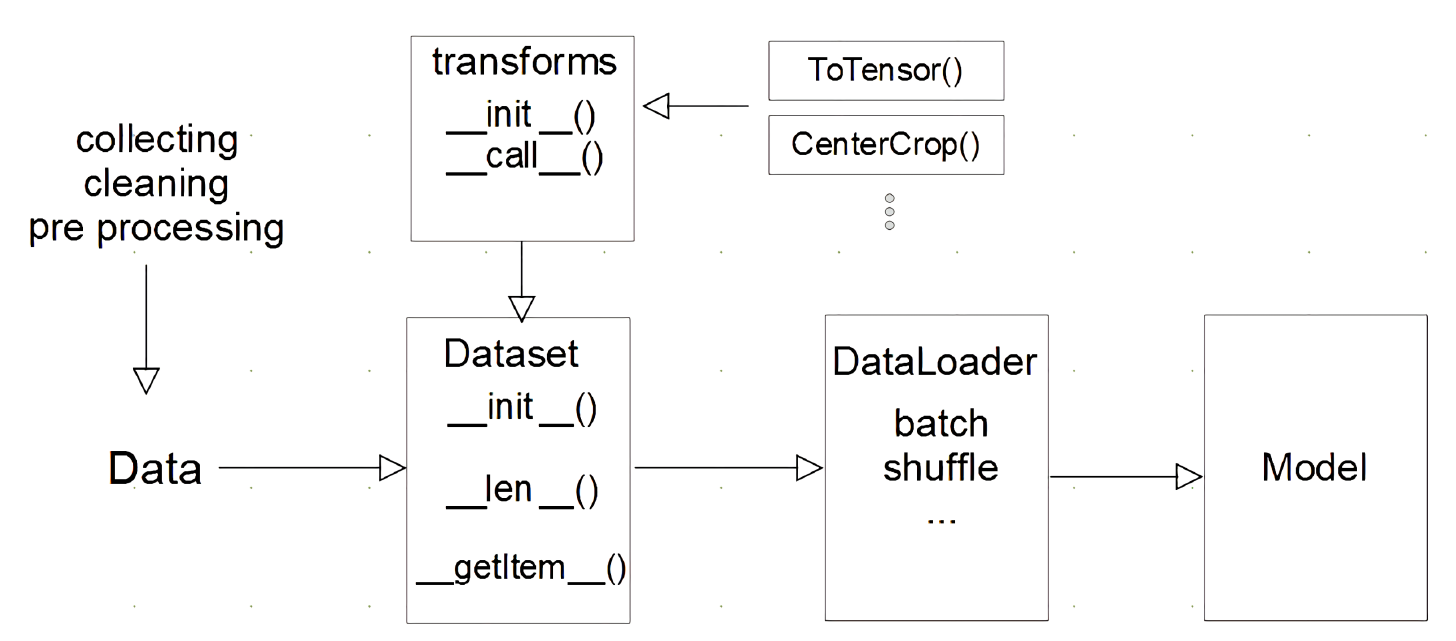 transforms
__init__()
__call__()
ToTensor()
CenterCrop()
collecting
cleaning
pre processing
Data
Dataset
__init__()
__len__()
__getItem__()
DataLoader
batch
shuffle
...
Model